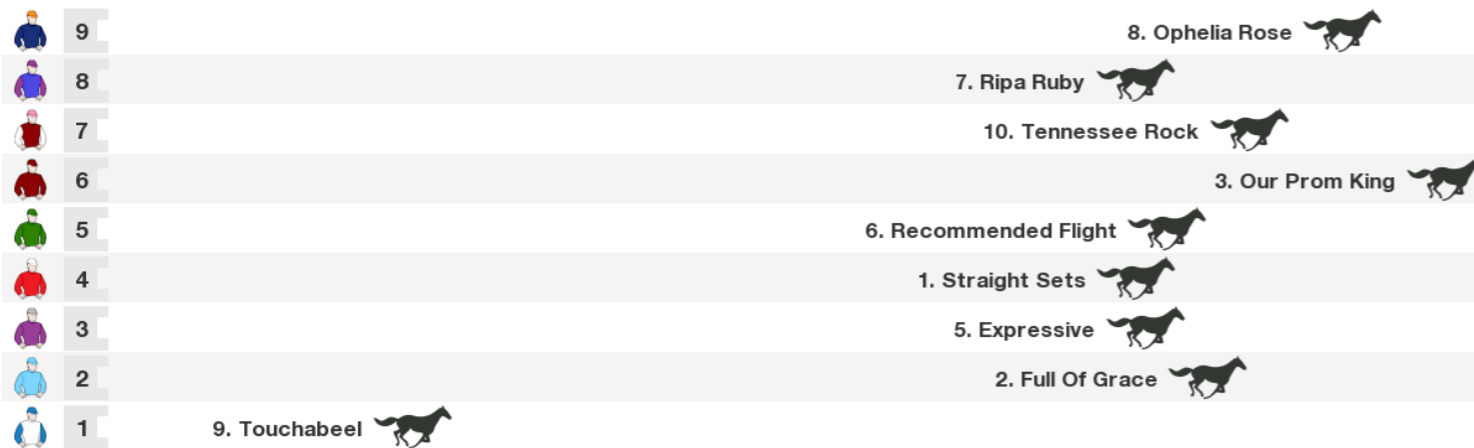 9 8. Ophelia Rose
8 7. Ripa Ruby
7 10. Tennessee Rock
6 3. Our Prom King
5 6. Recommended Flight
4 1. Straight Sets
3 5. Expressive
2 2. Full Of Grace
1 9. Touchabeel